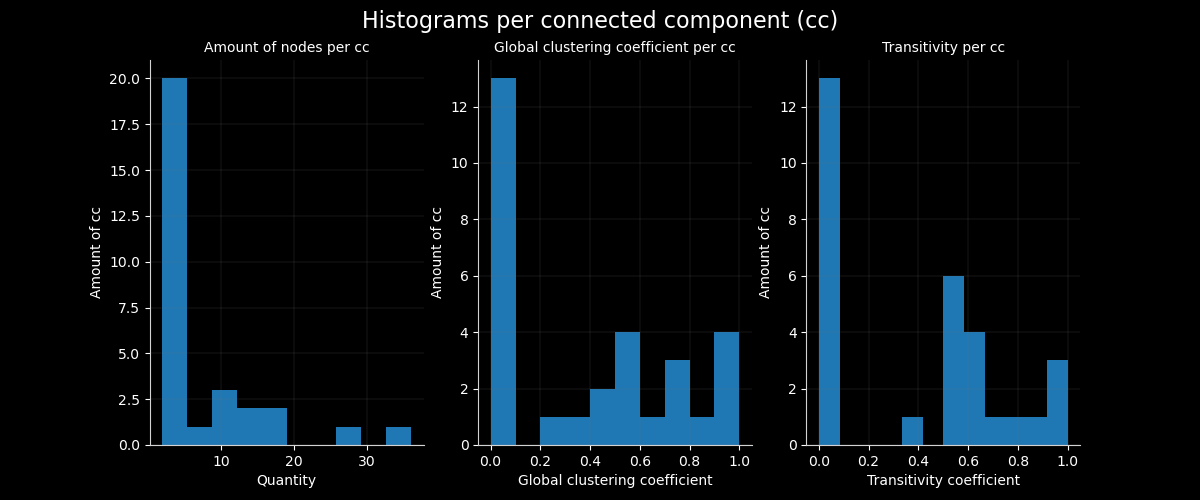 Histograms per connected component (cc)
Amount of nodes per cc
Amount of cc
20.0
17.5
15.0
12.5
10.0
7.5
5.0
2.5
0.0
10 20 30
Quantity
Global clustering coefficient per cc
Amount of cc
12
10
8
6
4
2
0
0.0 0.2 0.4 0.6 0.8 1.0
Global clustering coefficient
Transitivity per cc
Amount of cc
12
10
8
6
4
2
0
0.0 0.2 0.4 0.6 0.8 1.0
Transitivity coefficient